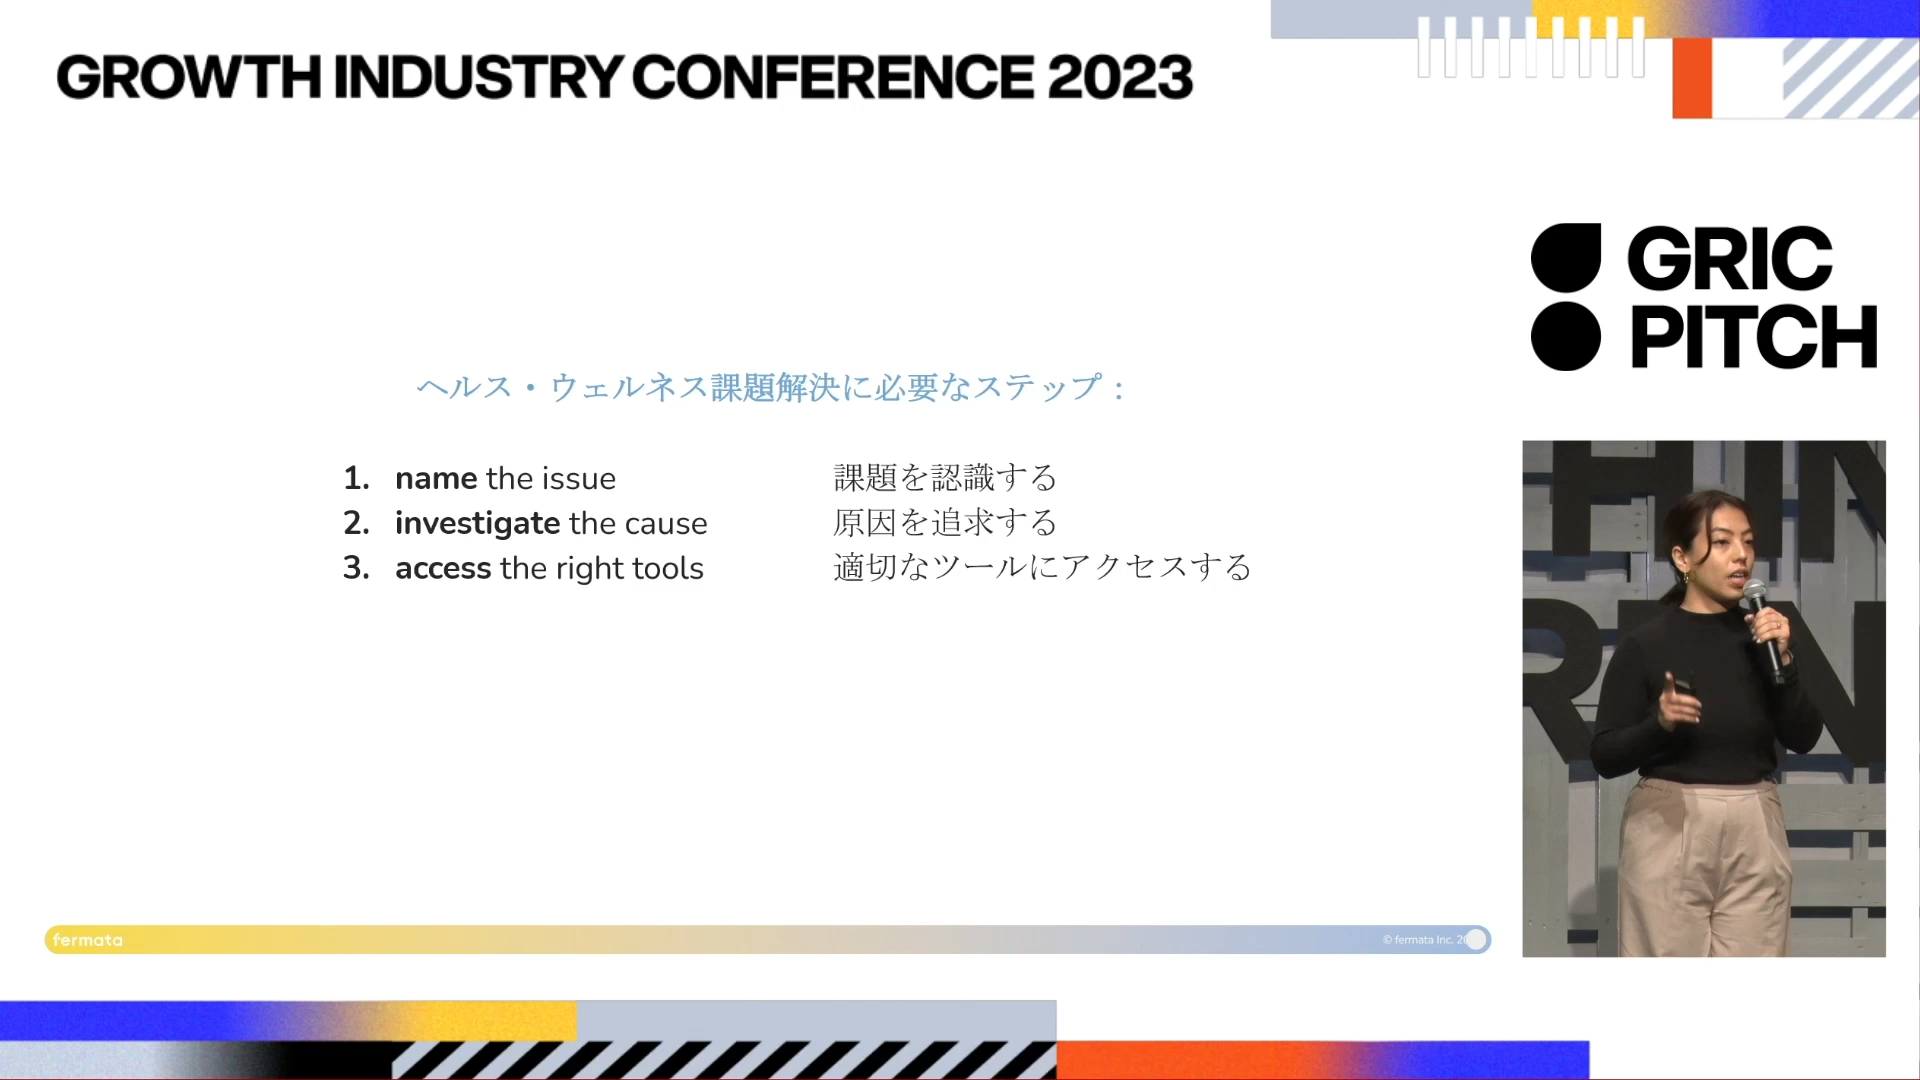 GROWTH INDUSTRY CONFERENCE 2023
GRIC
PITCH
ヘルス・ウェルネス課題解決に必要なステップ：
1. name the issue 課題を認識する
2. investigate the cause 原因を追求する
3. access the right tools 適切なツールにアクセスする
fermata
© fermata Inc. 20